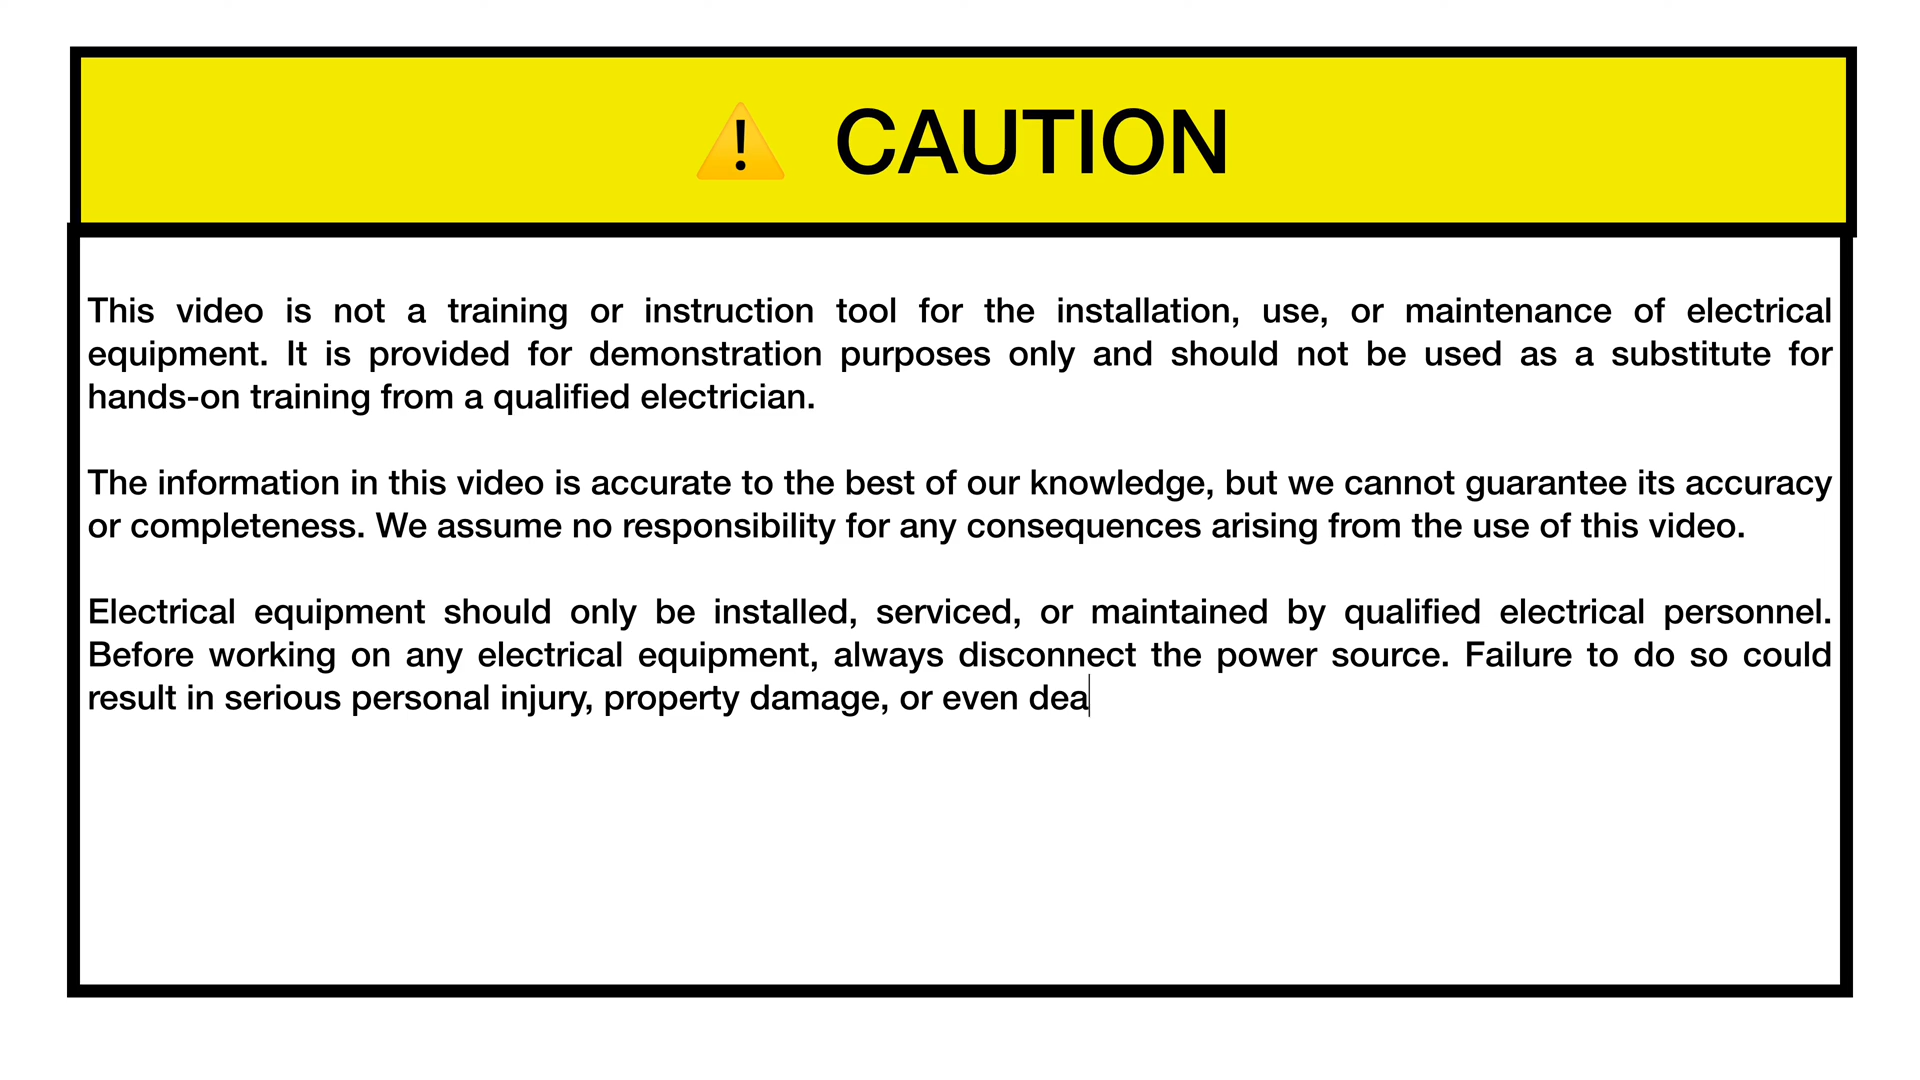 ⚠️ CAUTION
This video is not a training or instruction tool for the installation, use, or maintenance of electrical
equipment. It is provided for demonstration purposes only and should not be used as a substitute for
hands-on training from a qualified electrician.
The information in this video is accurate to the best of our knowledge, but we cannot guarantee its accuracy
or completeness. We assume no responsibility for any consequences arising from the use of this video.
Electrical equipment should only be installed, serviced, or maintained by qualified electrical personnel.
Before working on any electrical equipment, always disconnect the power source. Failure to do so could
result in serious personal injury, property damage, or even dea